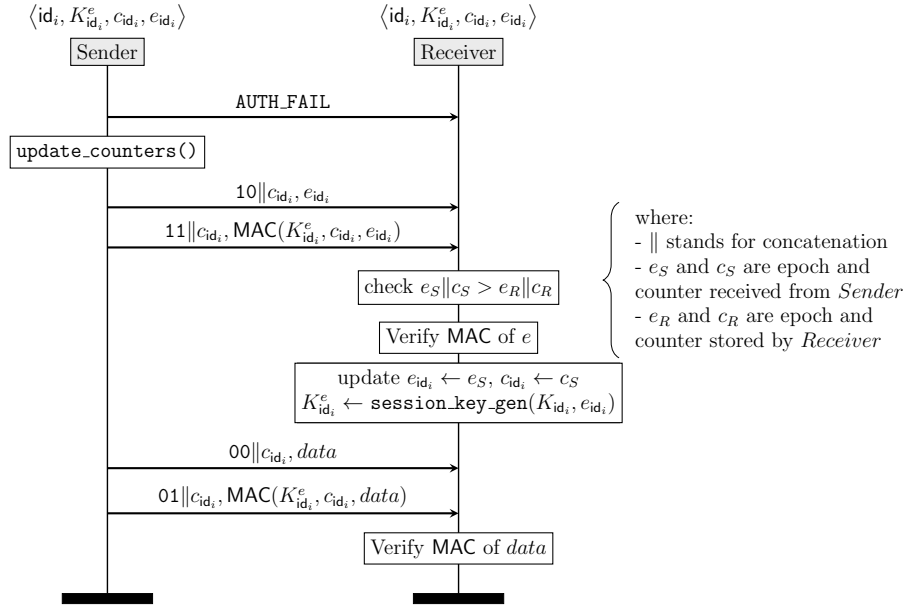 ⟨id_i, K^e_{id_i}, c_{id_i}, e_{id_i}⟩ ⟨id_i, K^e_{id_i}, c_{id_i}, e_{id_i}⟩
Sender Receiver
AUTH_FAIL
update_counters()
10‖c_{id_i}, e_{id_i}
11‖c_{id_i}, MAC(K^e_{id_i}, c_{id_i}, e_{id_i})
check e_S‖c_S > e_R‖c_R
Verify MAC of e
where:
- ‖ stands for concatenation
- e_S and c_S are epoch and
counter received from Sender
- e_R and c_R are epoch and
counter stored by Receiver
update e_{id_i} ← e_S, c_{id_i} ← c_S
K^e_{id_i} ← session_key_gen(K_{id_i}, e_{id_i})
00‖c_{id_i}, data
01‖c_{id_i}, MAC(K^e_{id_i}, c_{id_i}, data)
Verify MAC of data